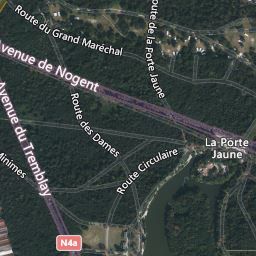 Route du Grand Maréchal
Route de la Porte Jaune
Avenue de Nogent
Avenue du Tremblay
Route des Dames
La Porte
Jaune
Route Circulaire
Minimes
N4a